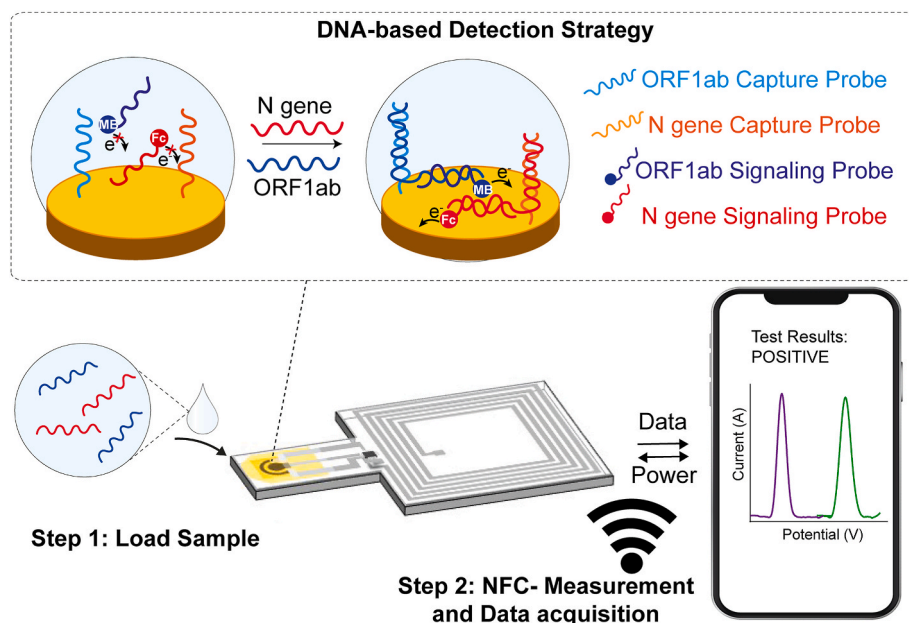 DNA-based Detection Strategy
MB
e⁻
Fc
e⁻
N gene
ORF1ab
e⁻
MB
e⁻
Fc
ORF1ab Capture Probe
N gene Capture Probe
ORF1ab Signaling Probe
N gene Signaling Probe
Step 1: Load Sample
Data
Power
Step 2: NFC- Measurement
and Data acquisition
Test Results:
POSITIVE
Current (A)
Potential (V)